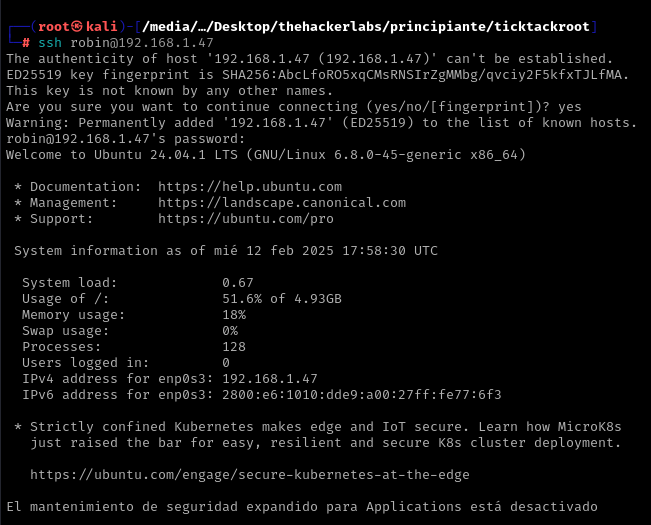 ┌──(root㉿kali)-[/media/…/Desktop/thehackerlabs/principiante/ticktackroot]
└─# ssh robin@192.168.1.47
The authenticity of host '192.168.1.47 (192.168.1.47)' can't be established.
ED25519 key fingerprint is SHA256:AbcLfoRO5xqCMsRNSIrZgMMbg/qvciy2F5kfxTJLfMA.
This key is not known by any other names.
Are you sure you want to continue connecting (yes/no/[fingerprint])? yes
Warning: Permanently added '192.168.1.47' (ED25519) to the list of known hosts.
robin@192.168.1.47's password:
Welcome to Ubuntu 24.04.1 LTS (GNU/Linux 6.8.0-45-generic x86_64)
* Documentation:  https://help.ubuntu.com
* Management:     https://landscape.canonical.com
* Support:        https://ubuntu.com/pro
System information as of mié 12 feb 2025 17:58:30 UTC
System load:             0.67
Usage of /:              51.6% of 4.93GB
Memory usage:            18%
Swap usage:              0%
Processes:               128
Users logged in:         0
IPv4 address for enp0s3: 192.168.1.47
IPv6 address for enp0s3: 2800:e6:1010:dde9:a00:27ff:fe77:6f3
* Strictly confined Kubernetes makes edge and IoT secure. Learn how MicroK8s
just raised the bar for easy, resilient and secure K8s cluster deployment.
https://ubuntu.com/engage/secure-kubernetes-at-the-edge
El mantenimiento de seguridad expandido para Applications está desactivado